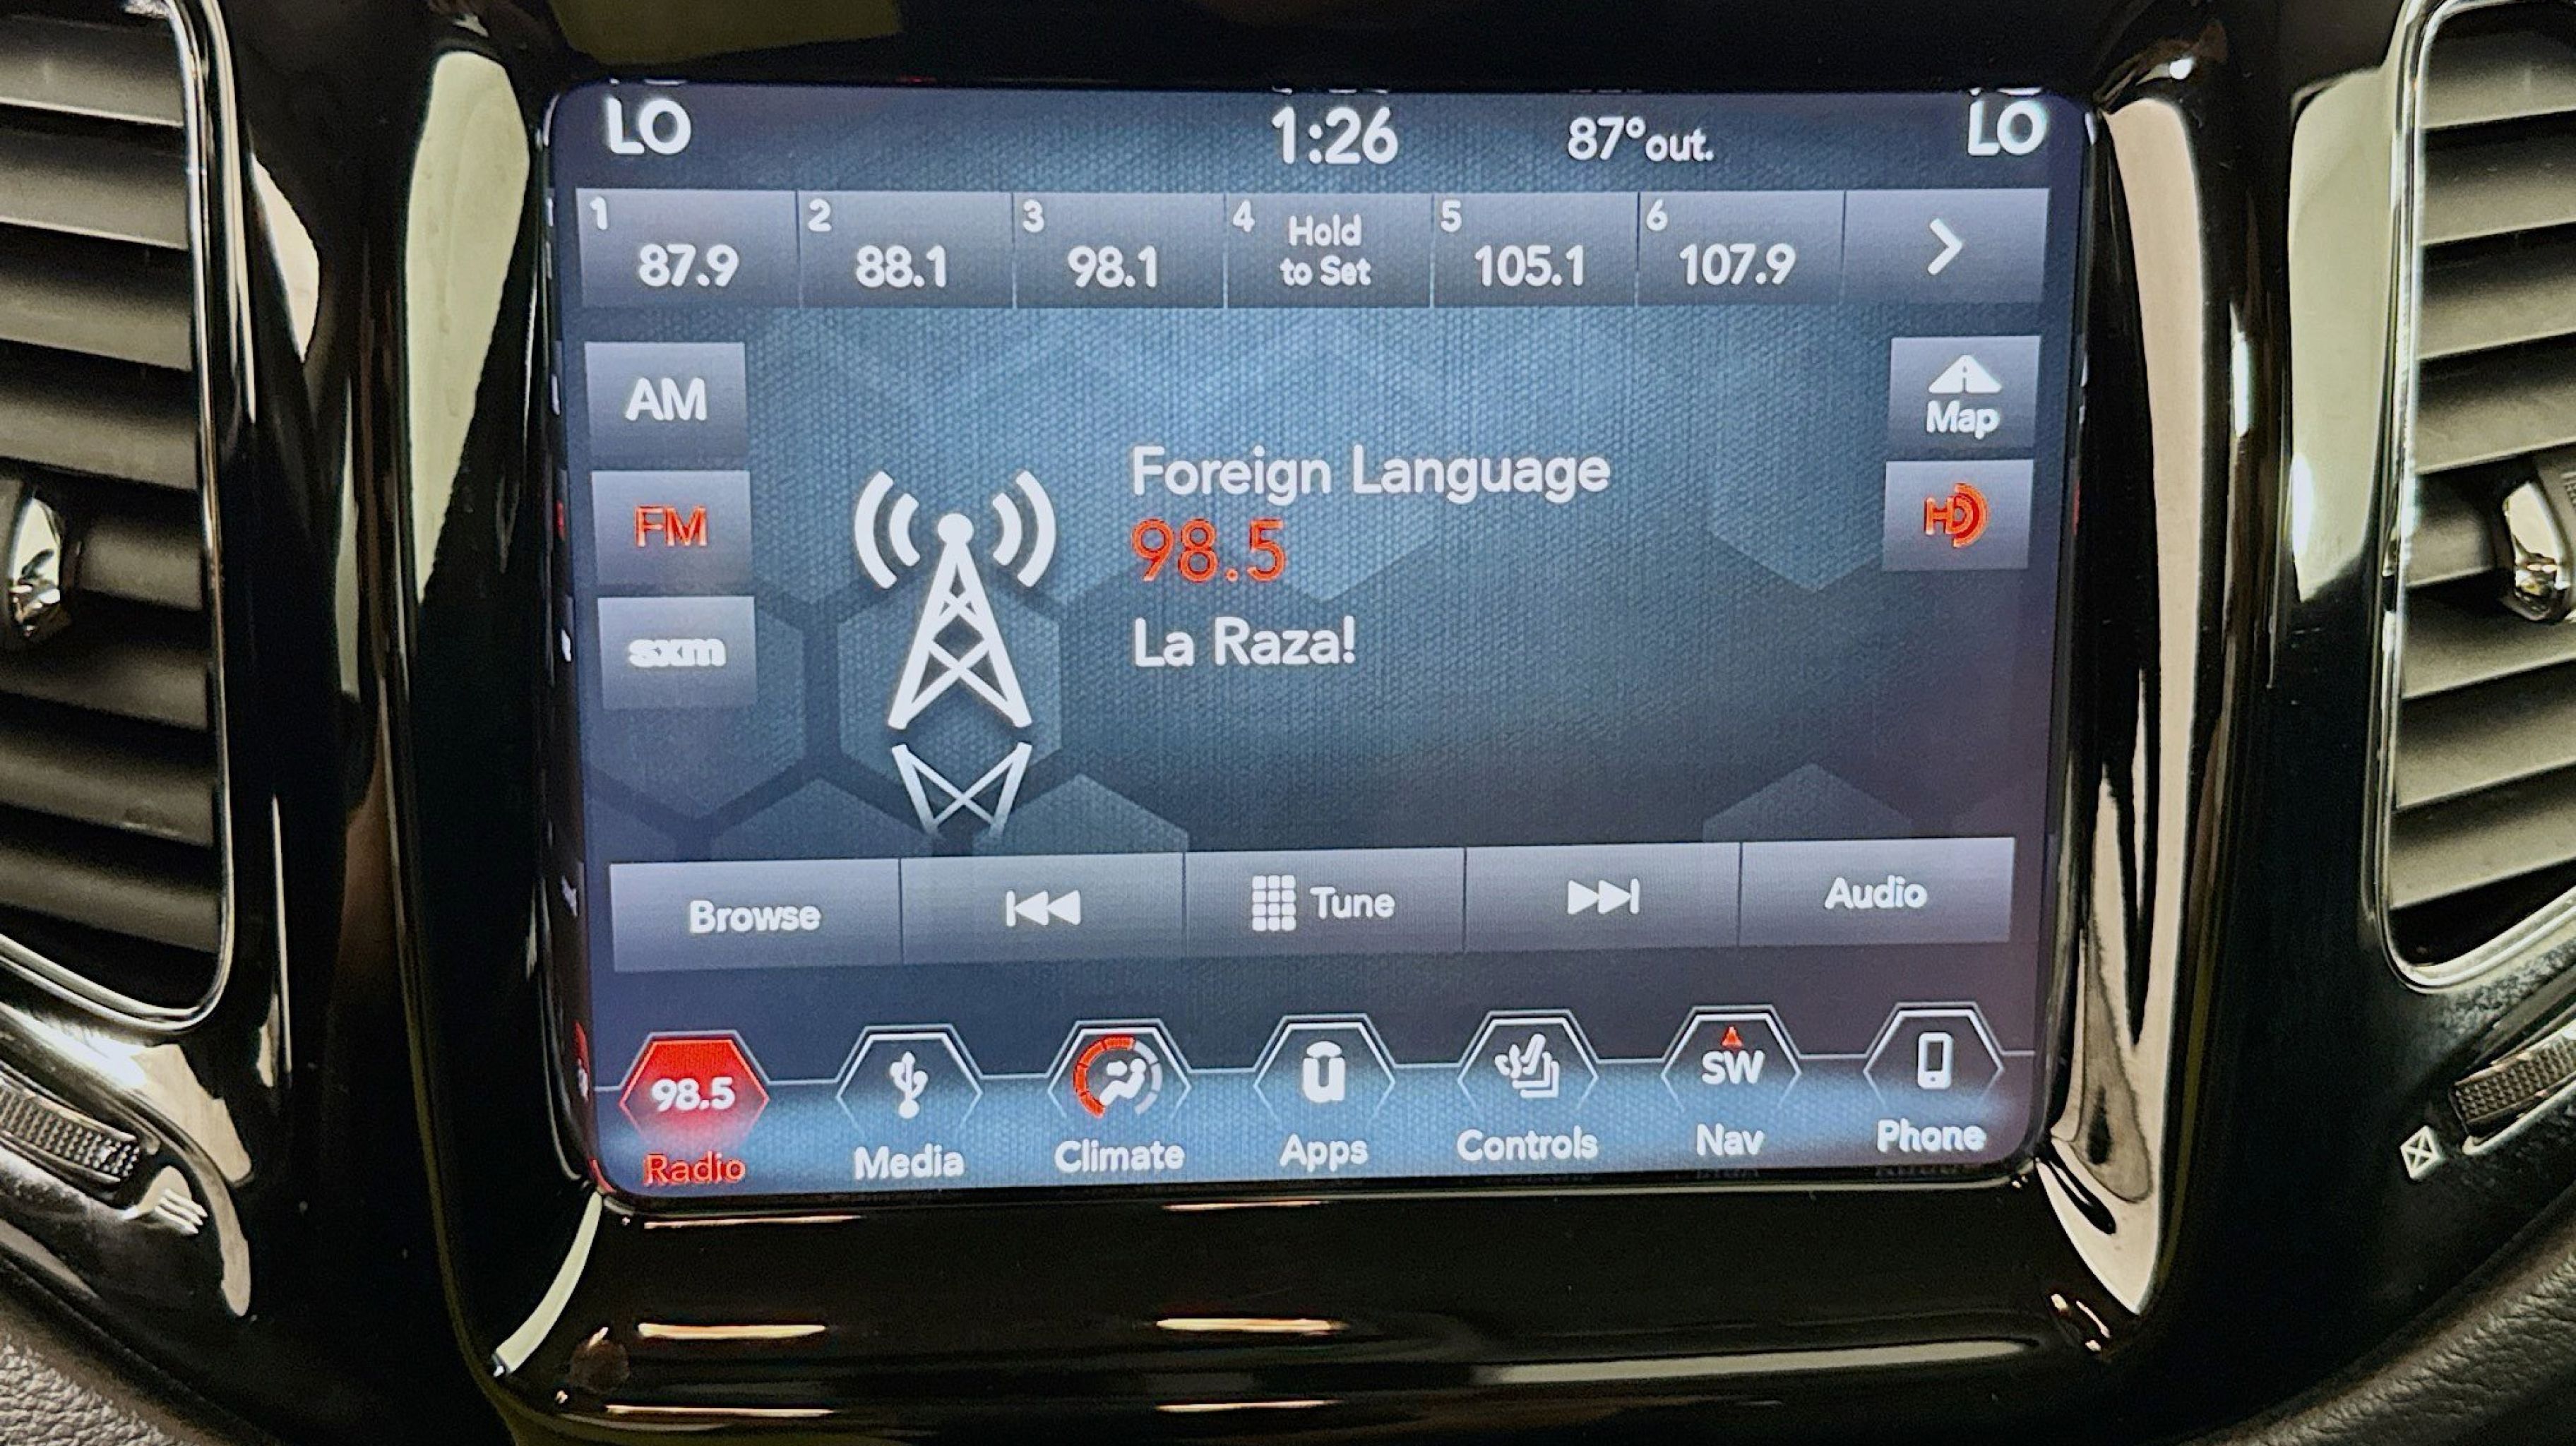 LO 1:26 87°out. LO
1 87.9 2 88.1 3 98.1 4 Hold to Set 5 105.1 6 107.9
AM
Map
FM
HD
sxm
Foreign Language
98.5
La Raza!
Browse Tune Audio
98.5 SW
Radio Media Climate Apps Controls Nav Phone